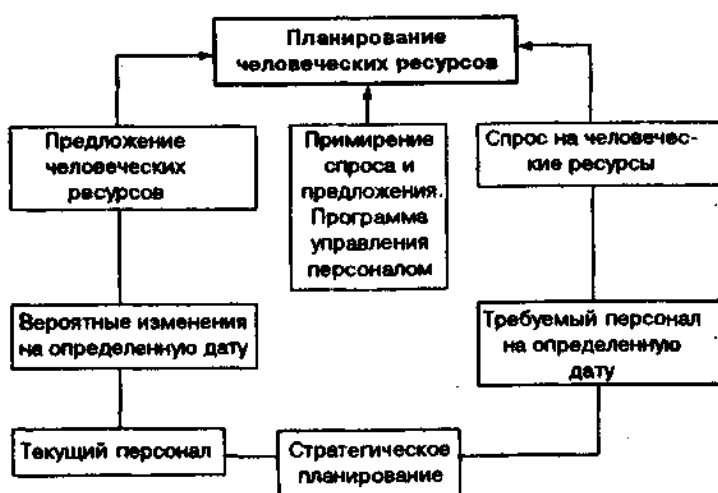 Планирование
человеческих ресурсов
Предложение
человеческих
ресурсов
Примирение
спроса и
предложения.
Программа
управления
персоналом
Спрос на человечес-
кие ресурсы
Вероятные изменения
на определенную дату
Требуемый персонал
на определенную
дату
Текущий персонал
Стратегическое
планирование